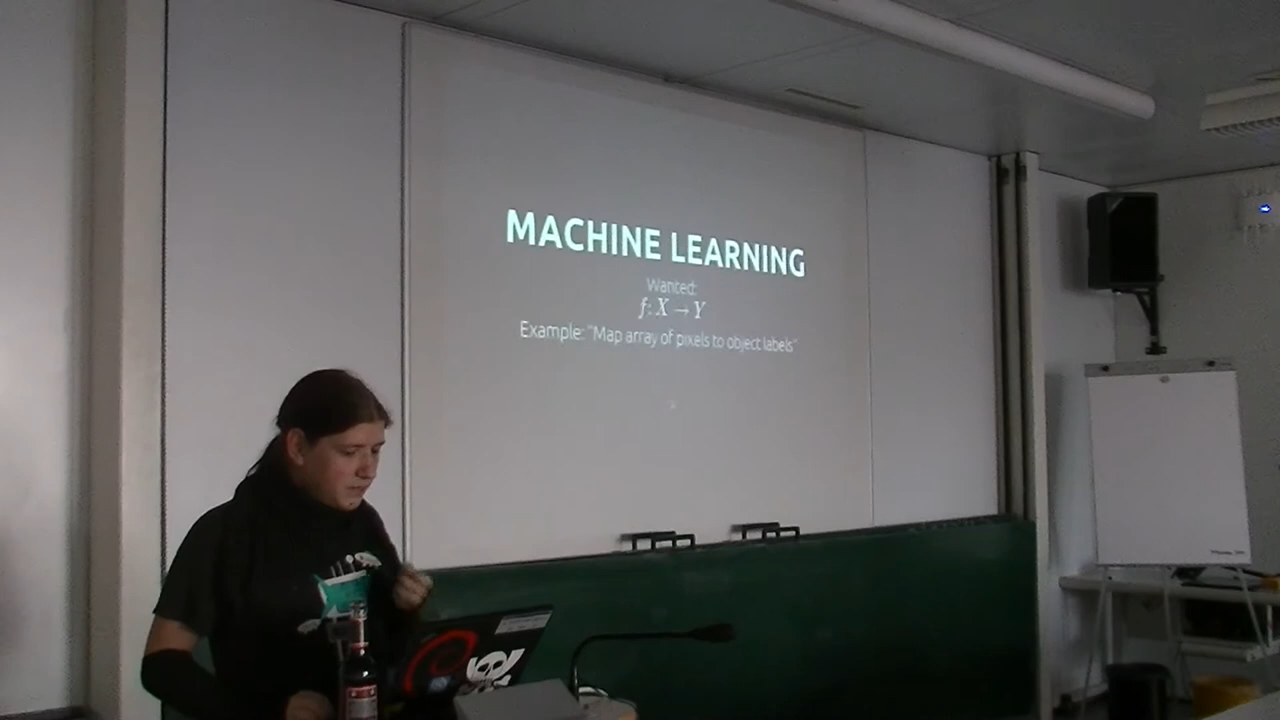 MACHINE LEARNING
Wanted:
f: X → Y
Example: "Map array of pixels to object labels"